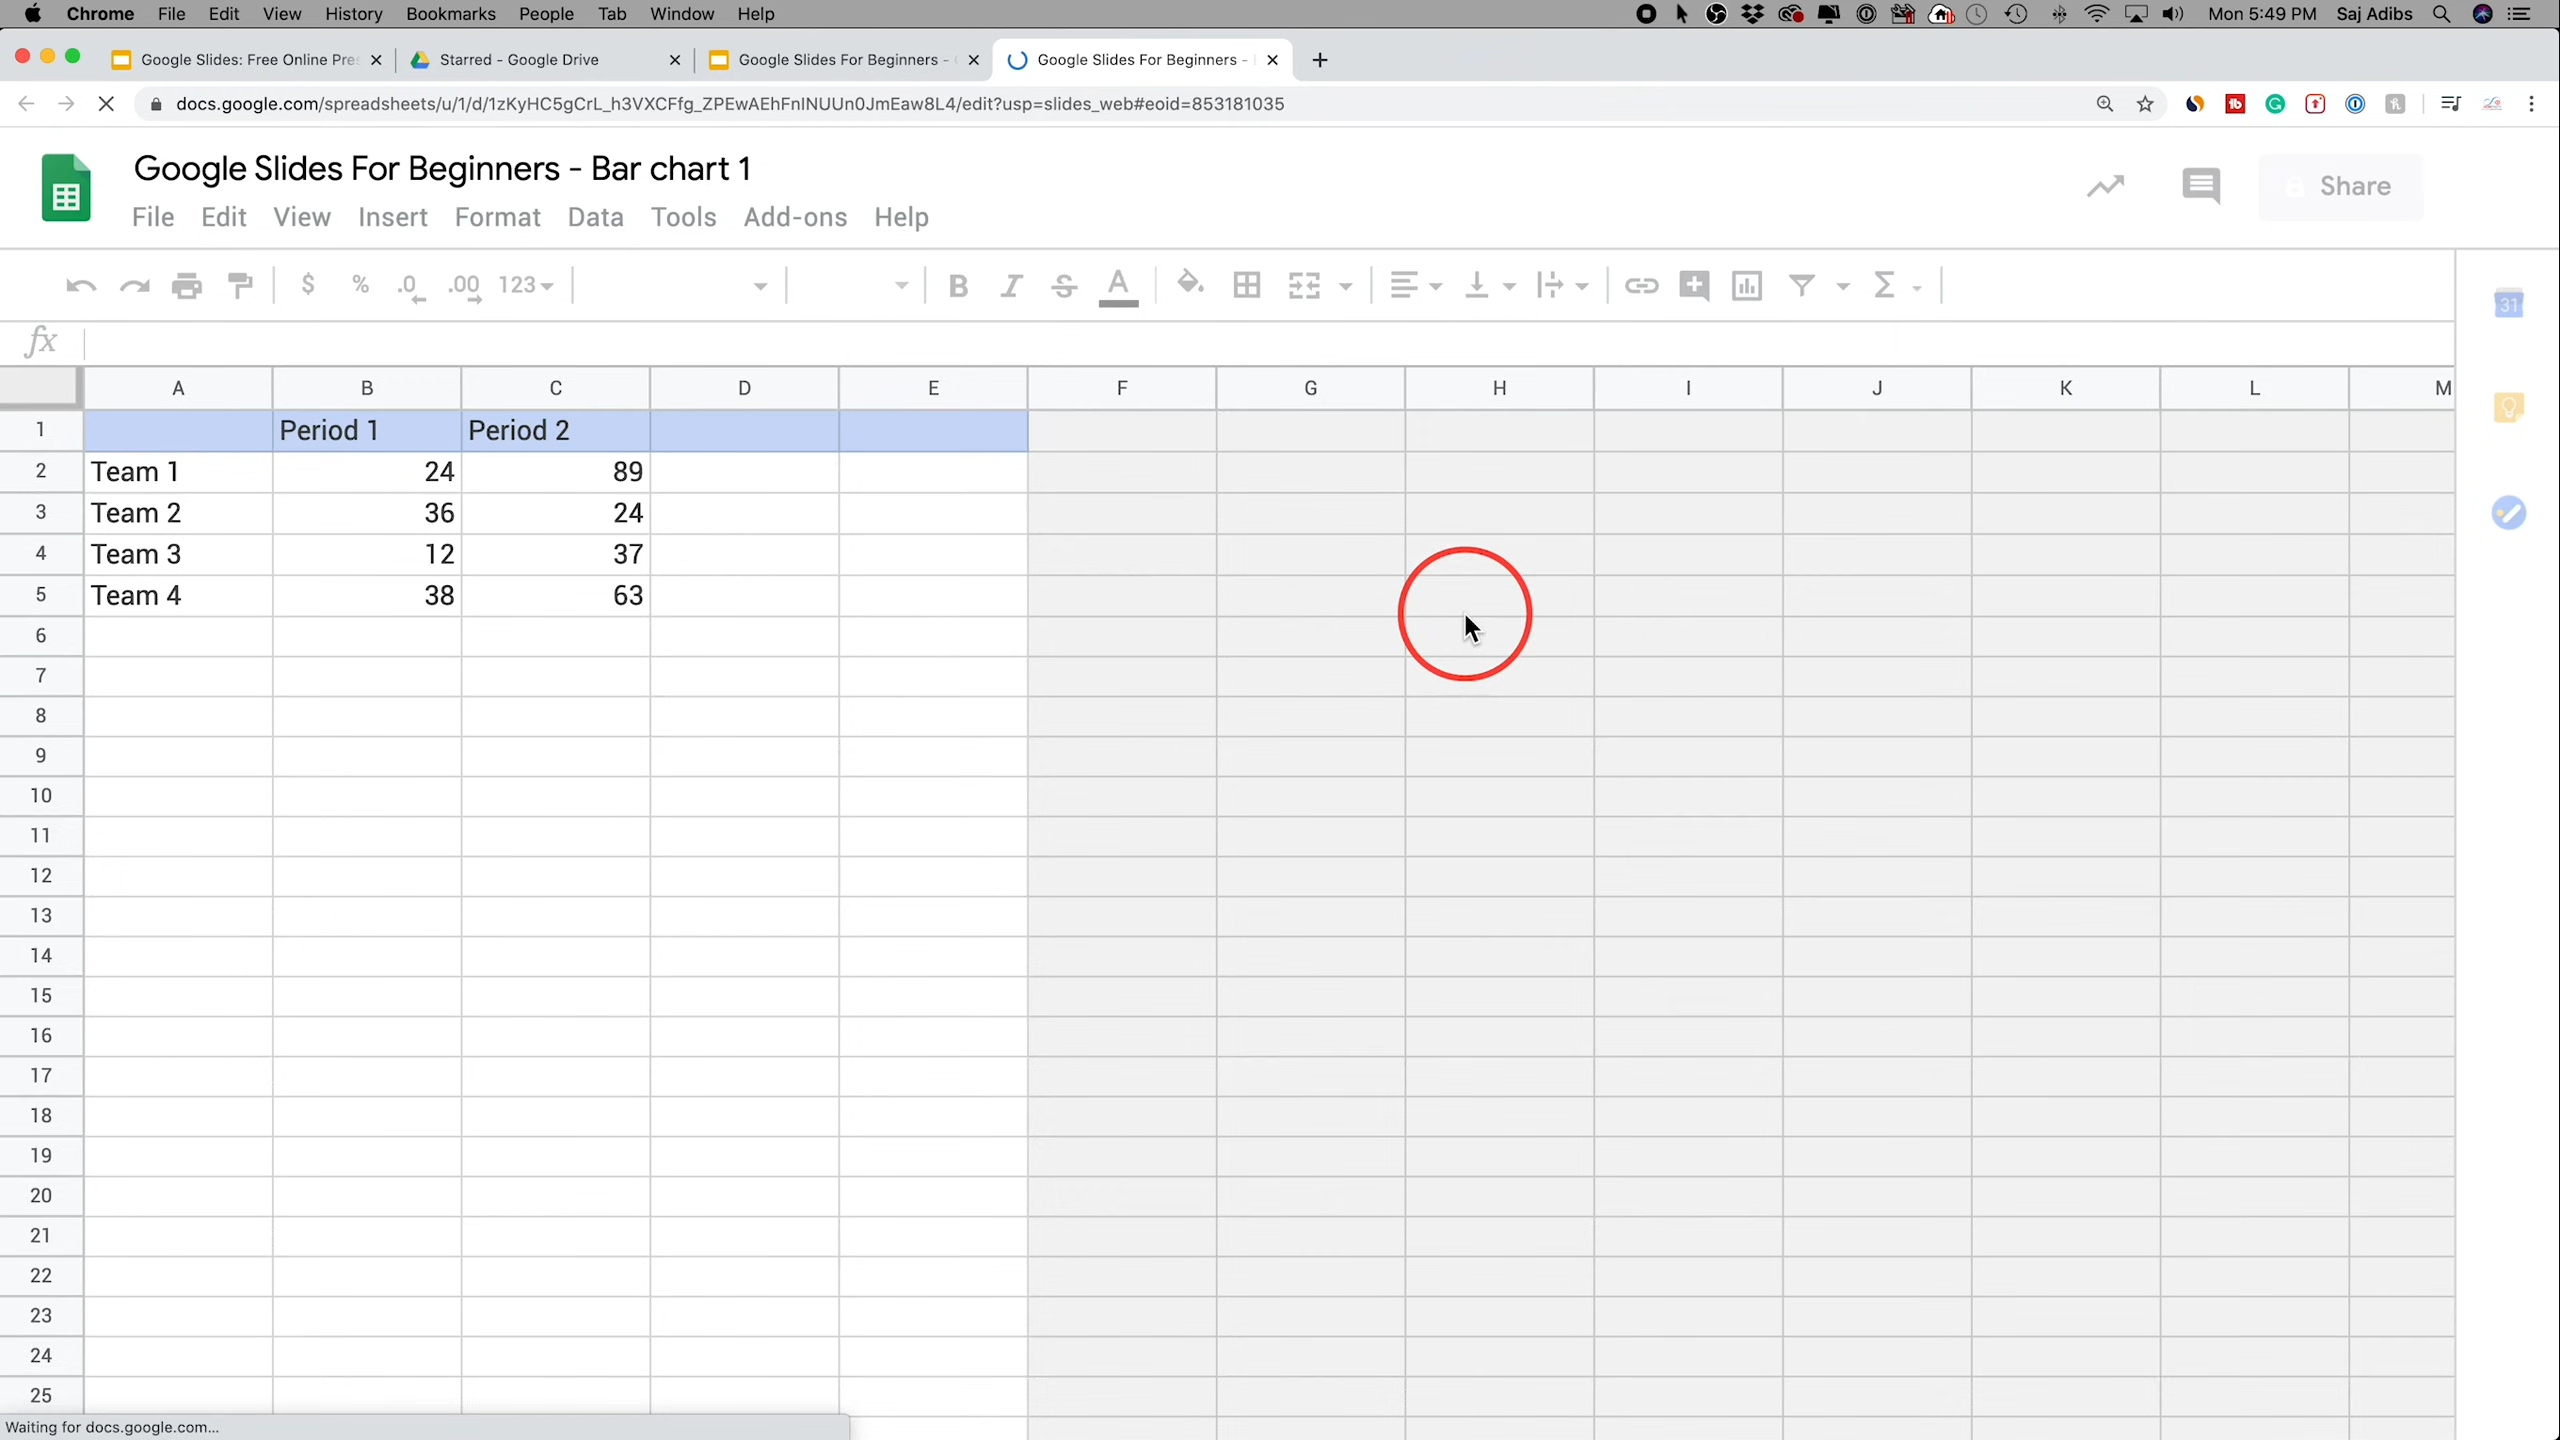 Chrome File Edit View History Bookmarks People Tab Window Help Mon 5:49 PM Saj Adibs
Google Slides: Free Online Pre Starred - Google Drive Google Slides For Beginners - Google Slides For Beginners -
docs.google.com/spreadsheets/u/1/d/1zKyHC5gCrL_h3VXCFfg_ZPEwAEhFnlNUUn0JmEaw8L4/edit?usp=slides_web#eoid=853181035
Google Slides For Beginners - Bar chart 1
Share
File Edit View Insert Format Data Tools Add-ons Help
$ % .0 .00 123 B I S A Σ
31
fx
A B C D E F G H I J K L M
1 Period 1 Period 2
2 Team 1 24 89
3 Team 2 36 24
4 Team 3 12 37
5 Team 4 38 63
6
7
8
9
10
11
12
13
14
15
16
17
18
19
20
21
22
23
24
25
Waiting for docs.google.com...